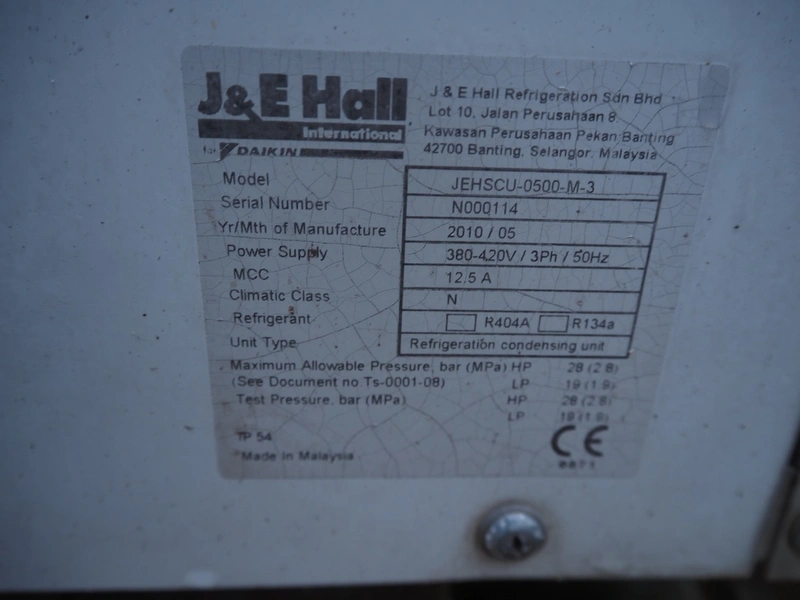 J&E Hall
International
DAIKIN
J & E Hall Refrigeration Sdn Bhd
Lot 10, Jalan Perusahaan 8
Kawasan Perusahaan Pekan Banting
42700 Banting, Selangor, Malaysia
Model JEHSCU-0500-M-3
Serial Number N000114
Yr/Mth of Manufacture 2010 / 05
Power Supply 380-420V / 3Ph / 50Hz
MCC 12.5 A
Climatic Class N
Refrigerant R404A R134a
Unit Type Refrigeration condensing unit
Maximum Allowable Pressure, bar (MPa) HP 28 (2.8)
(See Document no Ts-0001-08) LP 19 (1.9)
Test Pressure, bar (MPa) HP 28 (2.8)
LP 19 (1.9)
IP 54
CE
Made in Malaysia